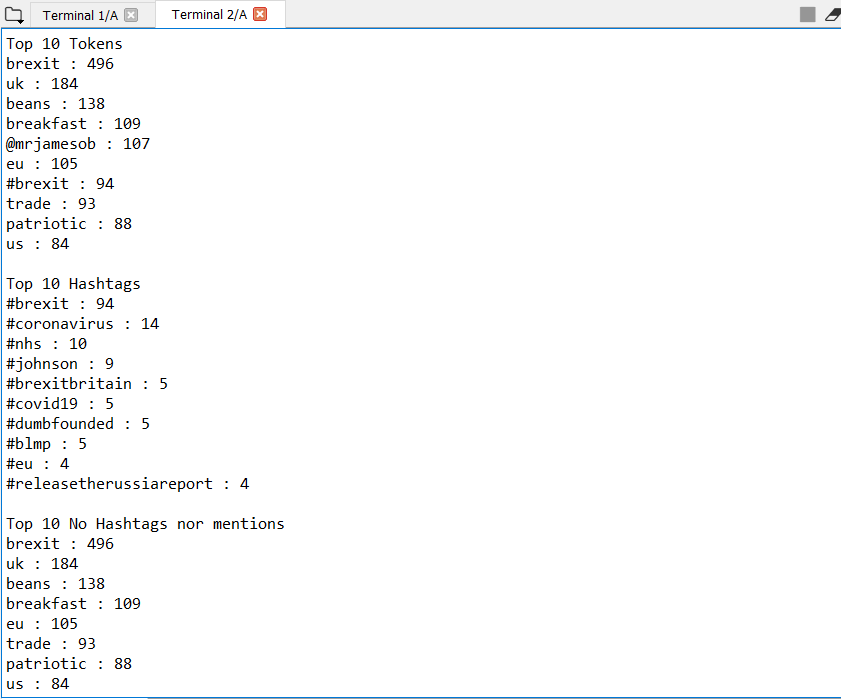 Terminal 1/A
Terminal 2/A
Top 10 Tokens
brexit : 496
uk : 184
beans : 138
breakfast : 109
@mrjamesob : 107
eu : 105
#brexit : 94
trade : 93
patriotic : 88
us : 84
Top 10 Hashtags
#brexit : 94
#coronavirus : 14
#nhs : 10
#johnson : 9
#brexitbritain : 5
#covid19 : 5
#dumbfounded : 5
#blmp : 5
#eu : 4
#releasetherussiareport : 4
Top 10 No Hashtags nor mentions
brexit : 496
uk : 184
beans : 138
breakfast : 109
eu : 105
trade : 93
patriotic : 88
us : 84